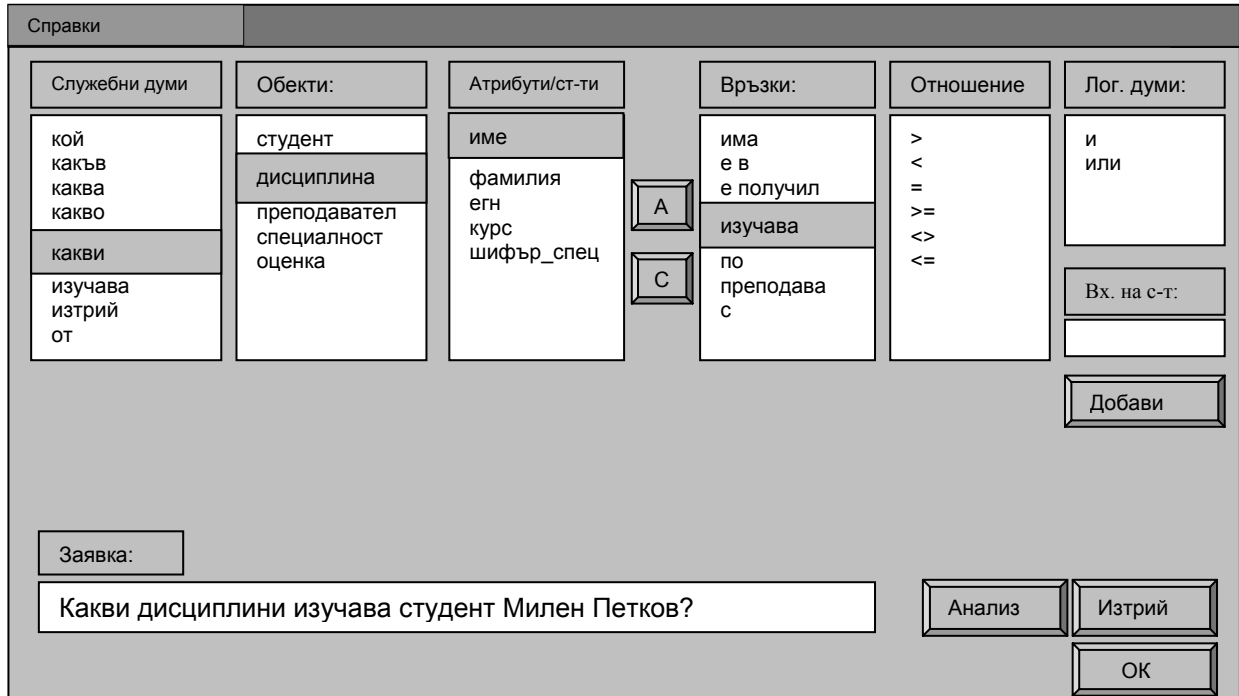 Справки
Служебни думи
Обекти:
Атрибути/ст-ти
Връзки:
Отношение
Лог. думи:
кой
какъв
каква
какво
какви
изучава
изтрий
от
студент
дисциплина
преподавател
специалност
оценка
име
фамилия
егн
курс
шифър_спец
А
С
има
е в
е получил
изучава
по
преподава
с
>
<
=
>=
<>
<=
и
или
Вх. на с-т:
Добави
Заявка:
Какви дисциплини изучава студент Милен Петков?
Анализ
Изтрий
ОК